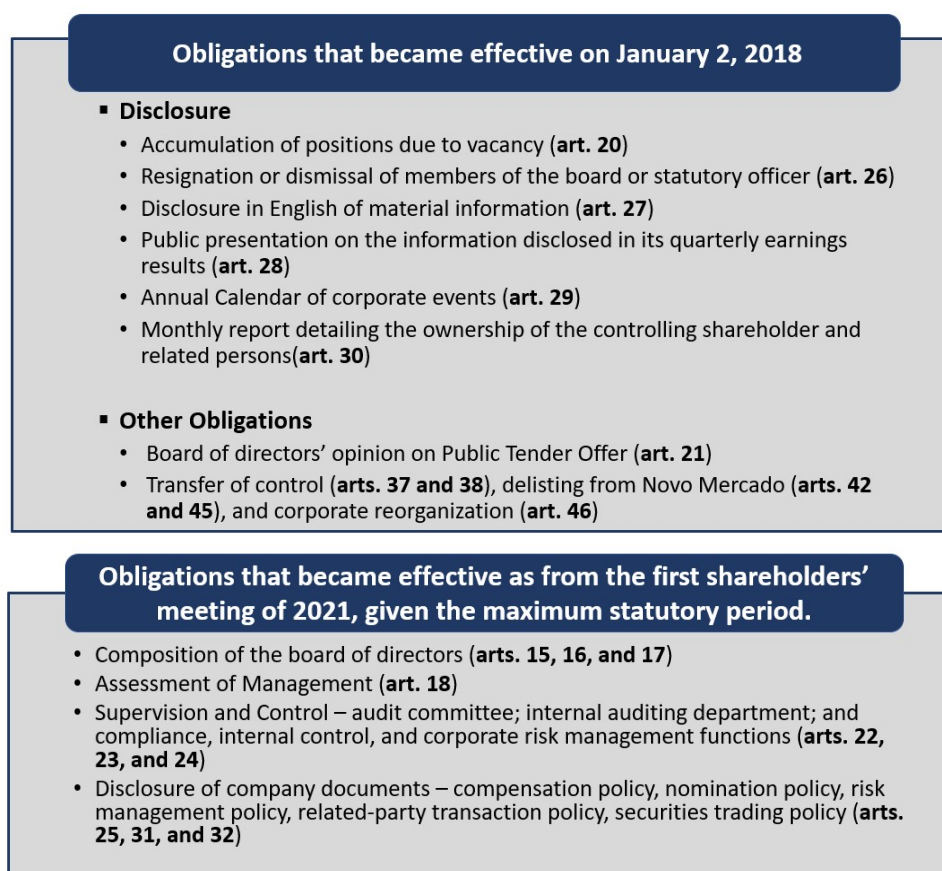 Obligations that became effective on January 2, 2018
▪ Disclosure
• Accumulation of positions due to vacancy (art. 20)
• Resignation or dismissal of members of the board or statutory officer (art. 26)
• Disclosure in English of material information (art. 27)
• Public presentation on the information disclosed in its quarterly earnings
results (art. 28)
• Annual Calendar of corporate events (art. 29)
• Monthly report detailing the ownership of the controlling shareholder and
related persons(art. 30)
▪ Other Obligations
• Board of directors’ opinion on Public Tender Offer (art. 21)
• Transfer of control (arts. 37 and 38), delisting from Novo Mercado (arts. 42
and 45), and corporate reorganization (art. 46)
Obligations that became effective as from the first shareholders’
meeting of 2021, given the maximum statutory period.
• Composition of the board of directors (arts. 15, 16, and 17)
• Assessment of Management (art. 18)
• Supervision and Control – audit committee; internal auditing department; and
compliance, internal control, and corporate risk management functions (arts. 22,
23, and 24)
• Disclosure of company documents – compensation policy, nomination policy, risk
management policy, related-party transaction policy, securities trading policy (arts.
25, 31, and 32)